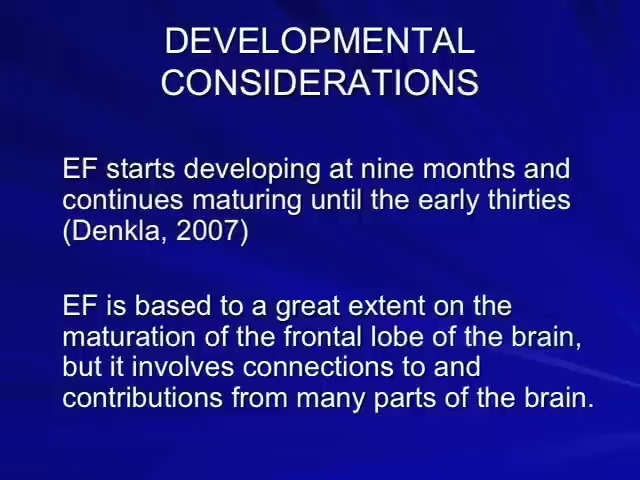 DEVELOPMENTAL
CONSIDERATIONS
EF starts developing at nine months and
continues maturing until the early thirties
(Denkla, 2007)
EF is based to a great extent on the
maturation of the frontal lobe of the brain,
but it involves connections to and
contributions from many parts of the brain.